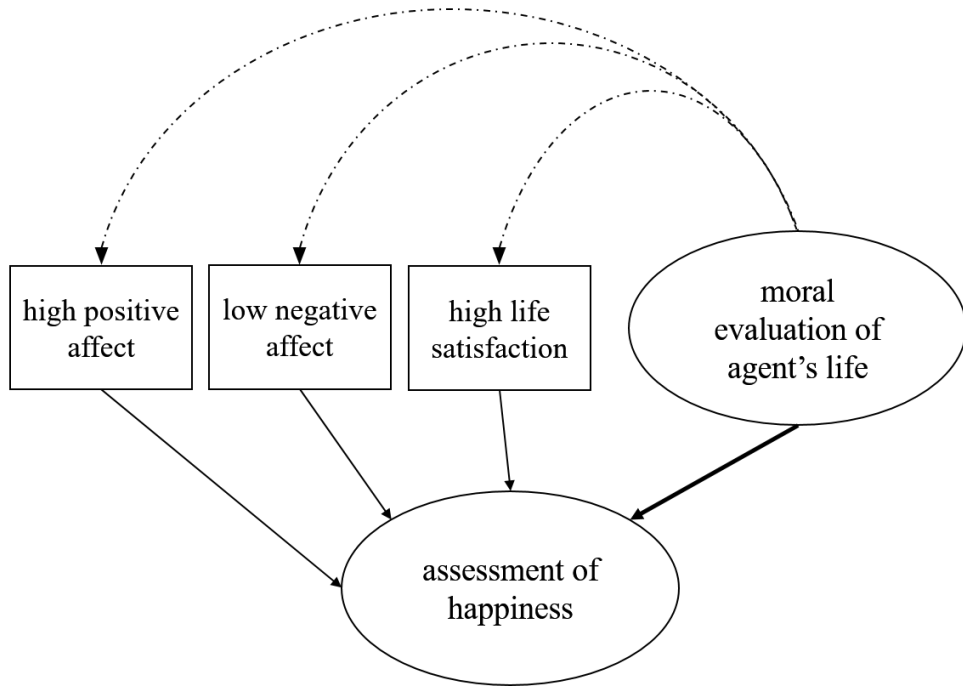 high positive
affect
low negative
affect
high life
satisfaction
moral
evaluation of
agent’s life
assessment of
happiness